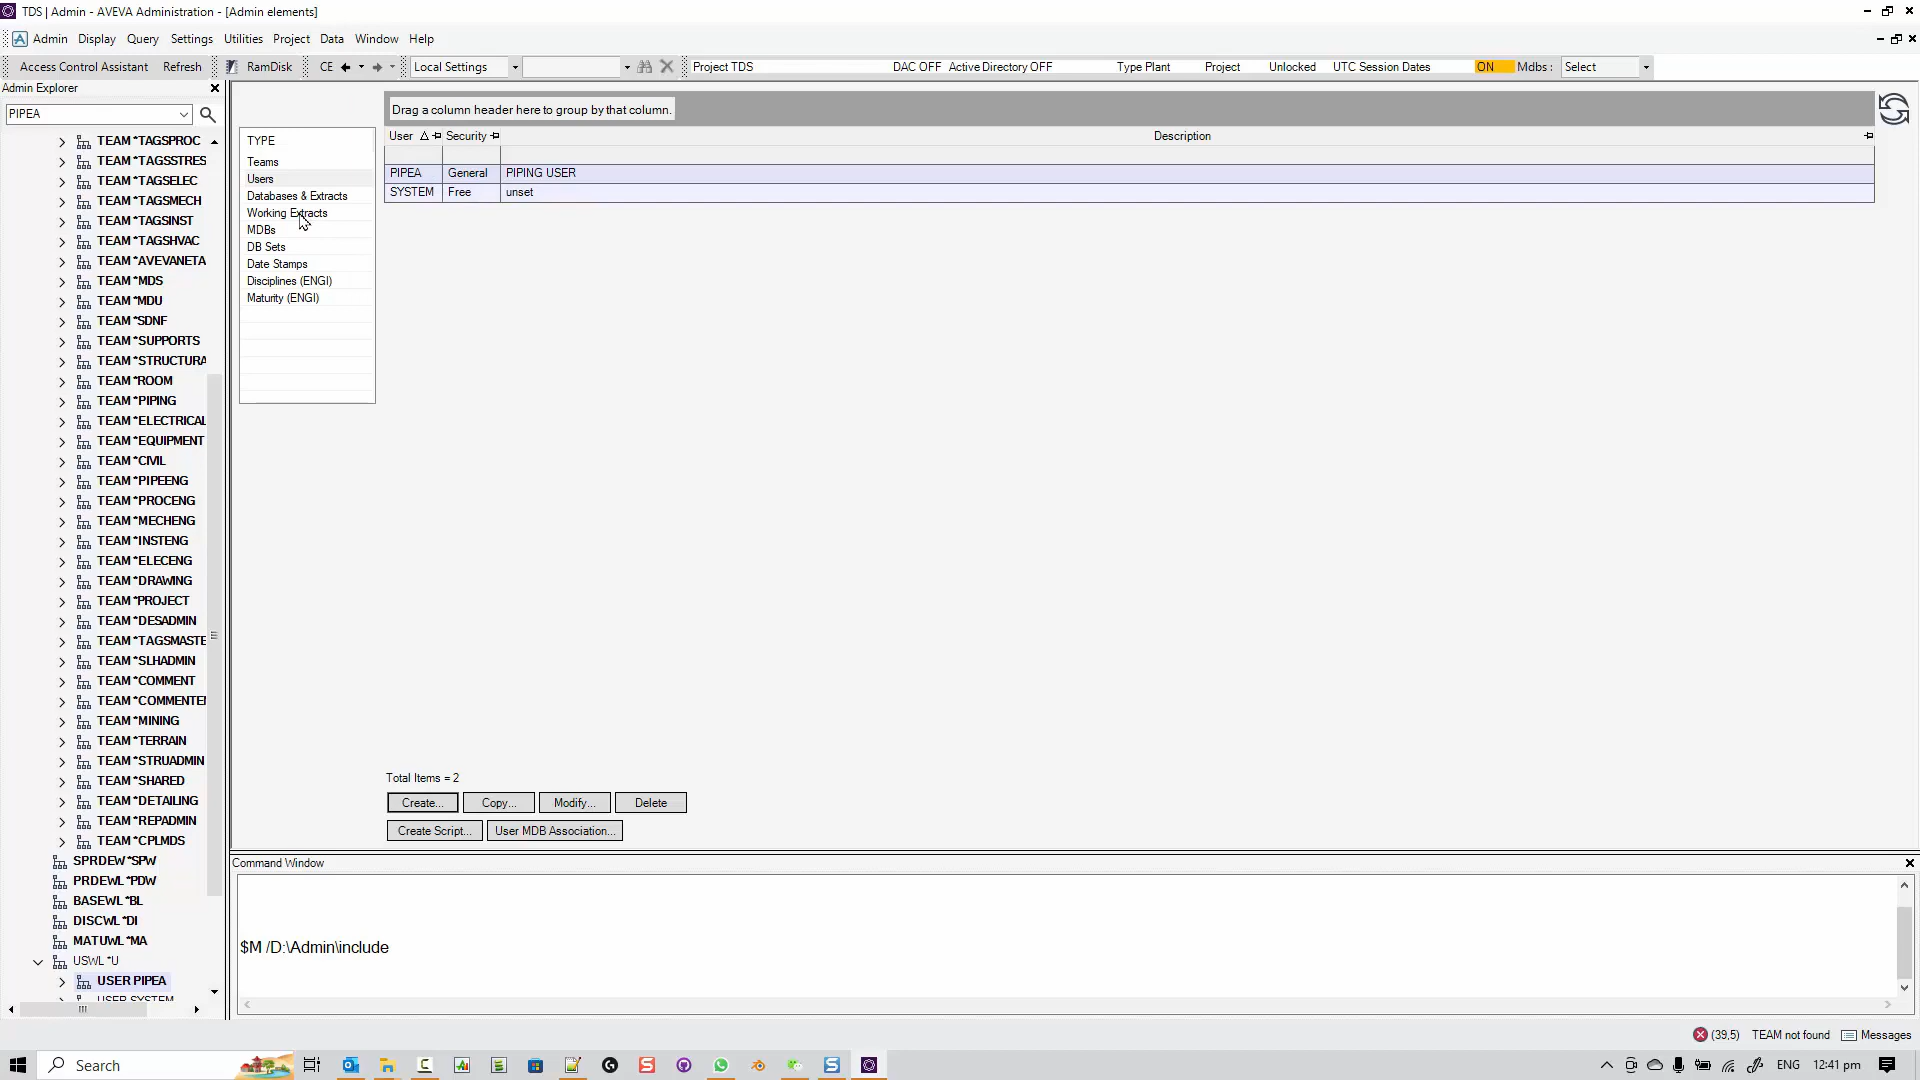 TDS | Admin - AVEVA Administration - [Admin elements]
Admin Display Query Settings Utilities Project Data Window Help
Access Control Assistant Refresh RamDisk CE Local Settings Project TDS DAC OFF Active Directory OFF Type Plant Project Unlocked UTC Session Dates ON Mdbs : Select
Admin Explorer
PIPEA
TEAM *TAGSPROC
TEAM *TAGSSTRES
TEAM *TAGSELEC
TEAM *TAGSMECH
TEAM *TAGSINST
TEAM *TAGSHVAC
TEAM *AVEVANETA
TEAM *MDS
TEAM *MDU
TEAM *SDNF
TEAM *SUPPORTS
TEAM *STRUCTURA
TEAM *ROOM
TEAM *PIPING
TEAM *ELECTRICAL
TEAM *EQUIPMENT
TEAM *CIVIL
TEAM *PIPEENG
TEAM *PROCENG
TEAM *MECHENG
TEAM *INSTENG
TEAM *ELECENG
TEAM *DRAWING
TEAM *PROJECT
TEAM *DESADMIN
TEAM *TAGSMASTE
TEAM *SLHADMIN
TEAM *COMMENT
TEAM *COMMENTE
TEAM *MINING
TEAM *TERRAIN
TEAM *STRUADMIN
TEAM *SHARED
TEAM *DETAILING
TEAM *REPADMIN
TEAM *CPLMDS
SPRDEW *SPW
PRDEWL *PDW
BASEWL *BL
DISCWL *DI
MATUWL *MA
USWL *U
USER PIPEA
USER SYSTEM
TYPE
Teams
Users
Databases & Extracts
Working Extracts
MDBs
DB Sets
Date Stamps
Disciplines (ENGI)
Maturity (ENGI)
Drag a column header here to group by that column.
User Security Description
PIPEA General PIPING USER
SYSTEM Free unset
Total Items = 2
Create... Copy... Modify... Delete
Create Script... User MDB Association...
Command Window
$M /D:\Admin\include
(39,5) TEAM not found Messages
Search ENG 12:41 pm